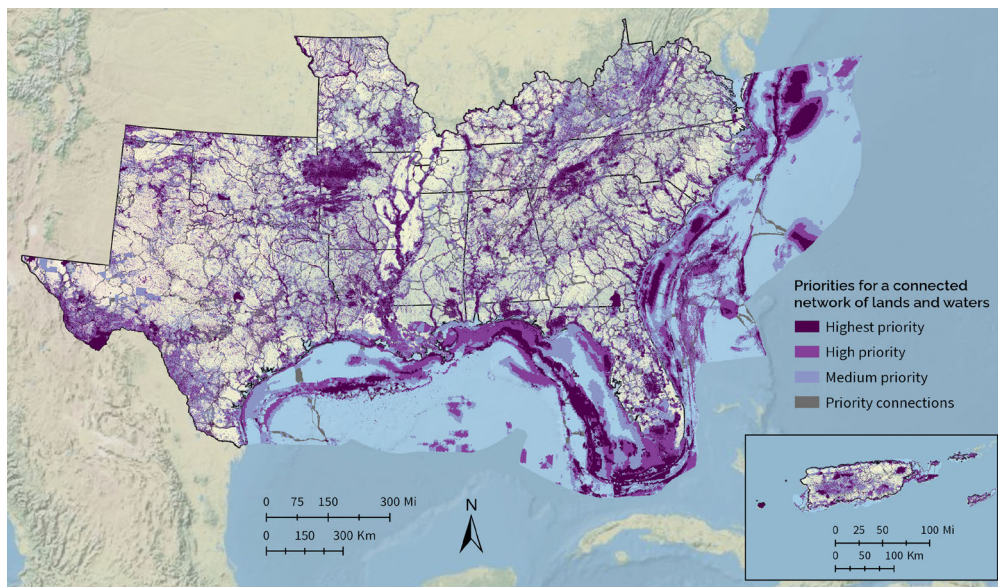 Priorities for a connected
network of lands and waters
Highest priority
High priority
Medium priority
Priority connections
0 75 150 300 Mi
0 150 300 Km
N
0 25 50 100 Mi
0 50 100 Km